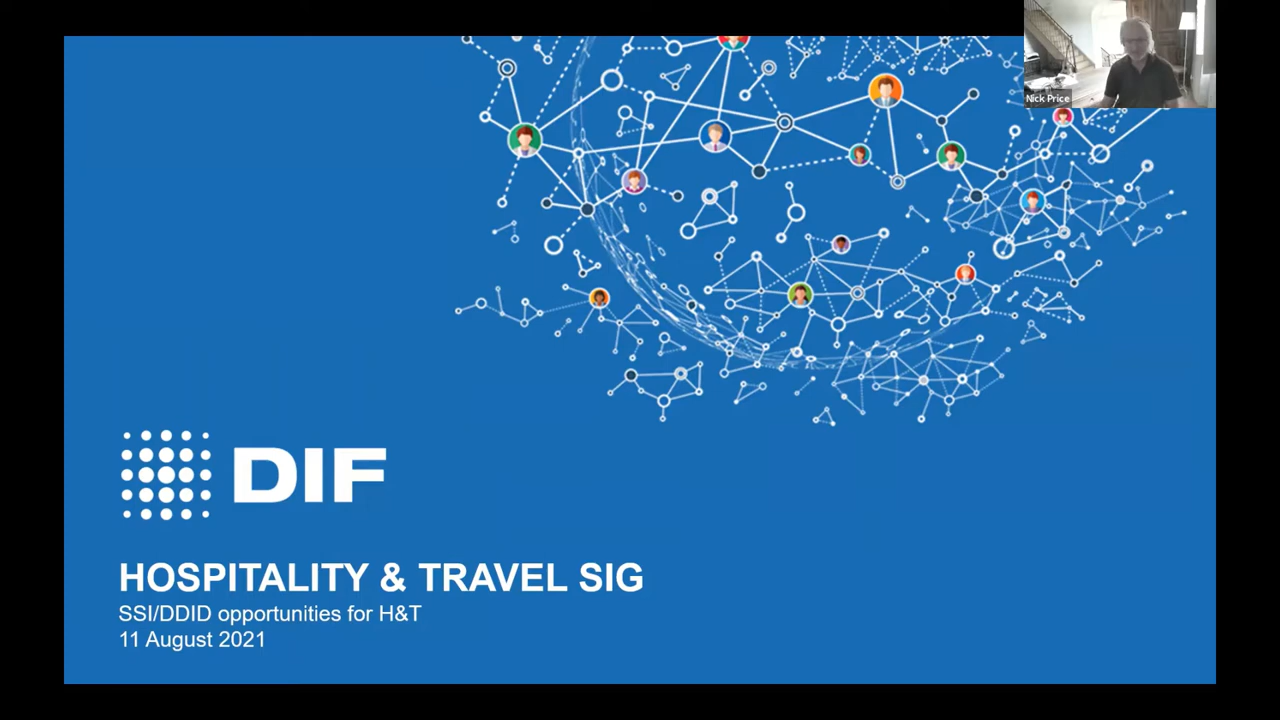 Nick Price
DIF
HOSPITALITY & TRAVEL SIG
SSI/DDID opportunities for H&T
11 August 2021